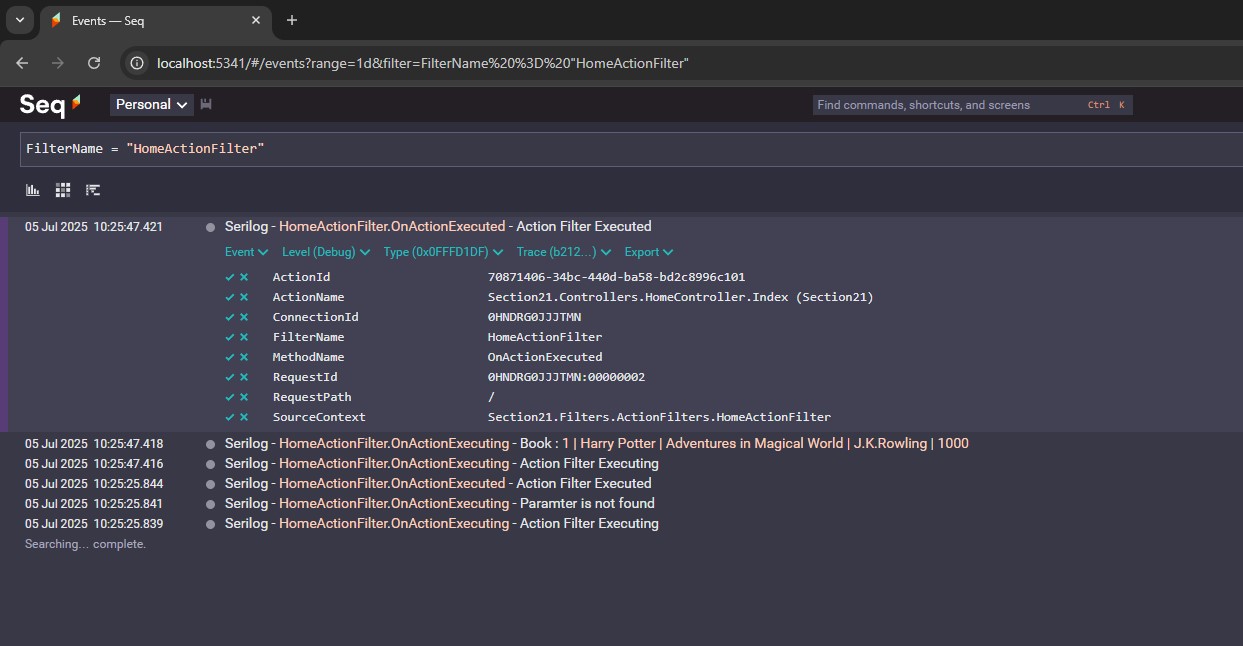 Events — Seq
localhost:5341/#/events?range=1d&filter=FilterName%20%3D%20"HomeActionFilter"
Seq Personal Find commands, shortcuts, and screens Ctrl K
FilterName = "HomeActionFilter"
05 Jul 2025 10:25:47.421 Serilog - HomeActionFilter.OnActionExecuted - Action Filter Executed
Event Level (Debug) Type (0x0FFFD1DF) Trace (b212...) Export
ActionId 70871406-34bc-440d-ba58-bd2c8996c101
ActionName Section21.Controllers.HomeController.Index (Section21)
ConnectionId 0HNDRG0JJJTMN
FilterName HomeActionFilter
MethodName OnActionExecuted
RequestId 0HNDRG0JJJTMN:00000002
RequestPath /
SourceContext Section21.Filters.ActionFilters.HomeActionFilter
05 Jul 2025 10:25:47.418 Serilog - HomeActionFilter.OnActionExecuting - Book : 1 | Harry Potter | Adventures in Magical World | J.K.Rowling | 1000
05 Jul 2025 10:25:47.416 Serilog - HomeActionFilter.OnActionExecuting - Action Filter Executing
05 Jul 2025 10:25:25.844 Serilog - HomeActionFilter.OnActionExecuted - Action Filter Executed
05 Jul 2025 10:25:25.841 Serilog - HomeActionFilter.OnActionExecuting - Paramter is not found
05 Jul 2025 10:25:25.839 Serilog - HomeActionFilter.OnActionExecuting - Action Filter Executing
Searching... complete.